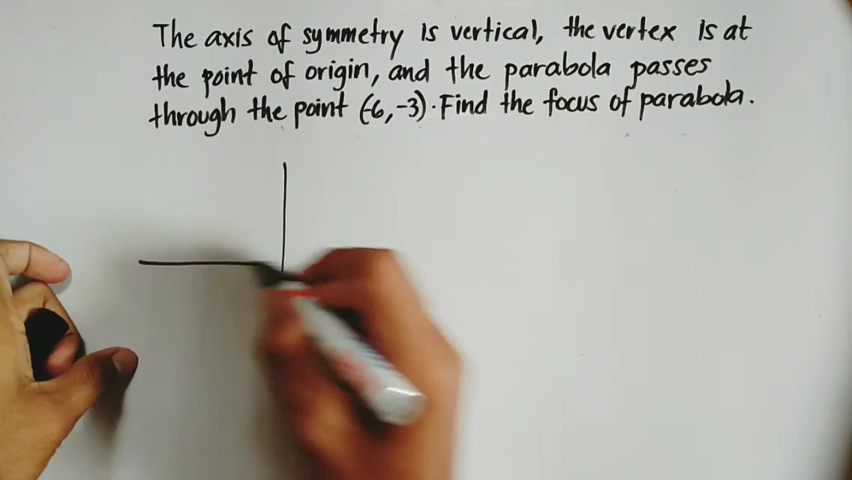 The axis of symmetry is vertical, the vertex is at
the point of origin, and the parabola passes
through the point (-6,-3). Find the focus of parabola.